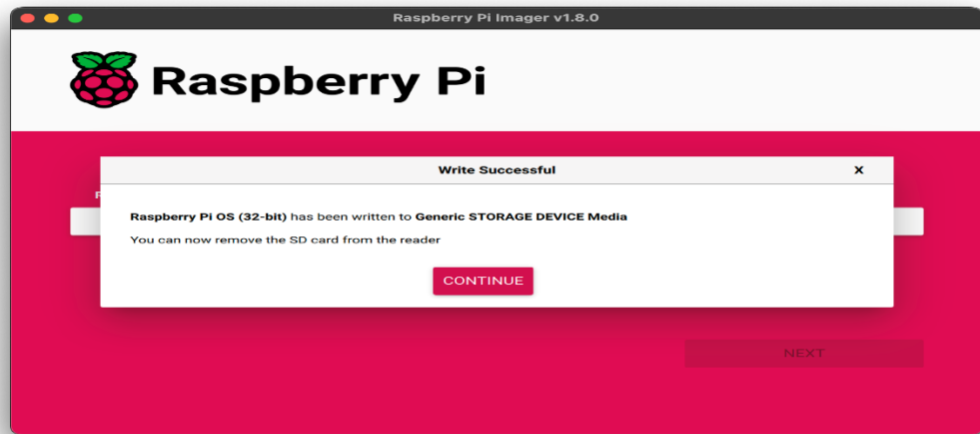 Raspberry Pi Imager v1.8.0
Raspberry Pi
Write Successful
x
Raspberry Pi OS (32-bit) has been written to Generic STORAGE DEVICE Media
You can now remove the SD card from the reader
CONTINUE
NEXT